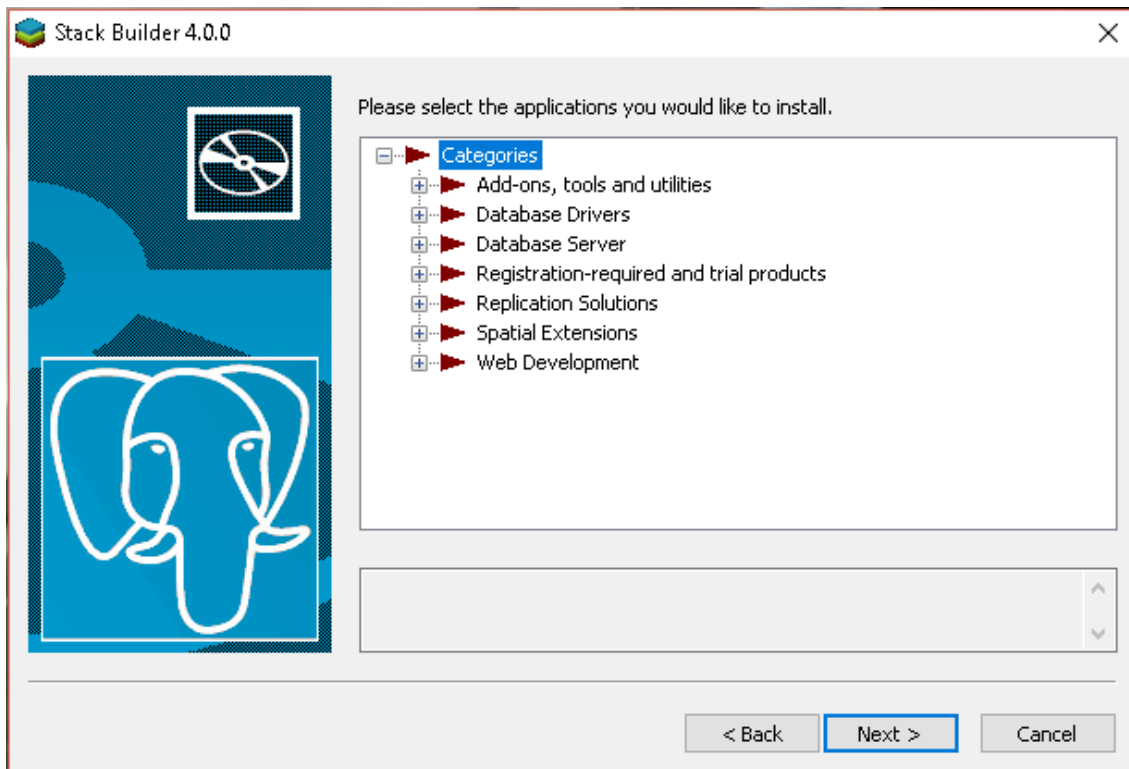 Stack Builder 4.0.0
Please select the applications you would like to install.
Categories
Add-ons, tools and utilities
Database Drivers
Database Server
Registration-required and trial products
Replication Solutions
Spatial Extensions
Web Development
< Back Next > Cancel